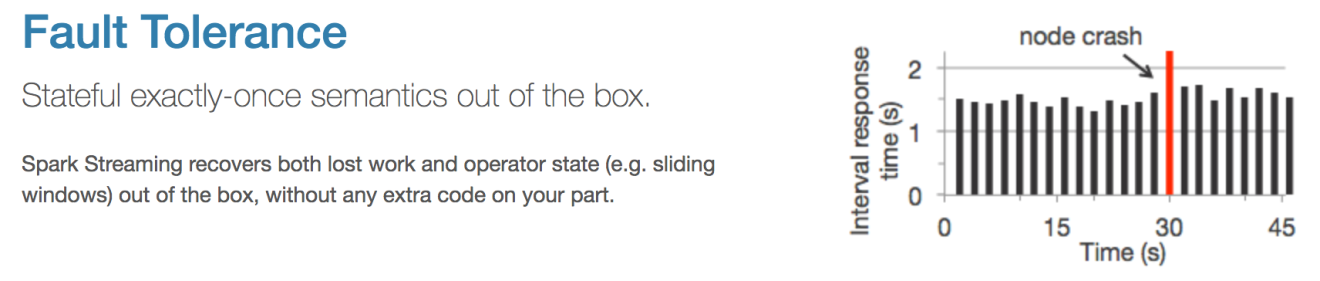 Fault Tolerance
Stateful exactly-once semantics out of the box.
Spark Streaming recovers both lost work and operator state (e.g. sliding
windows) out of the box, without any extra code on your part.
node crash
Interval response
time (s)
2
1
0
0
15
30
45
Time (s)